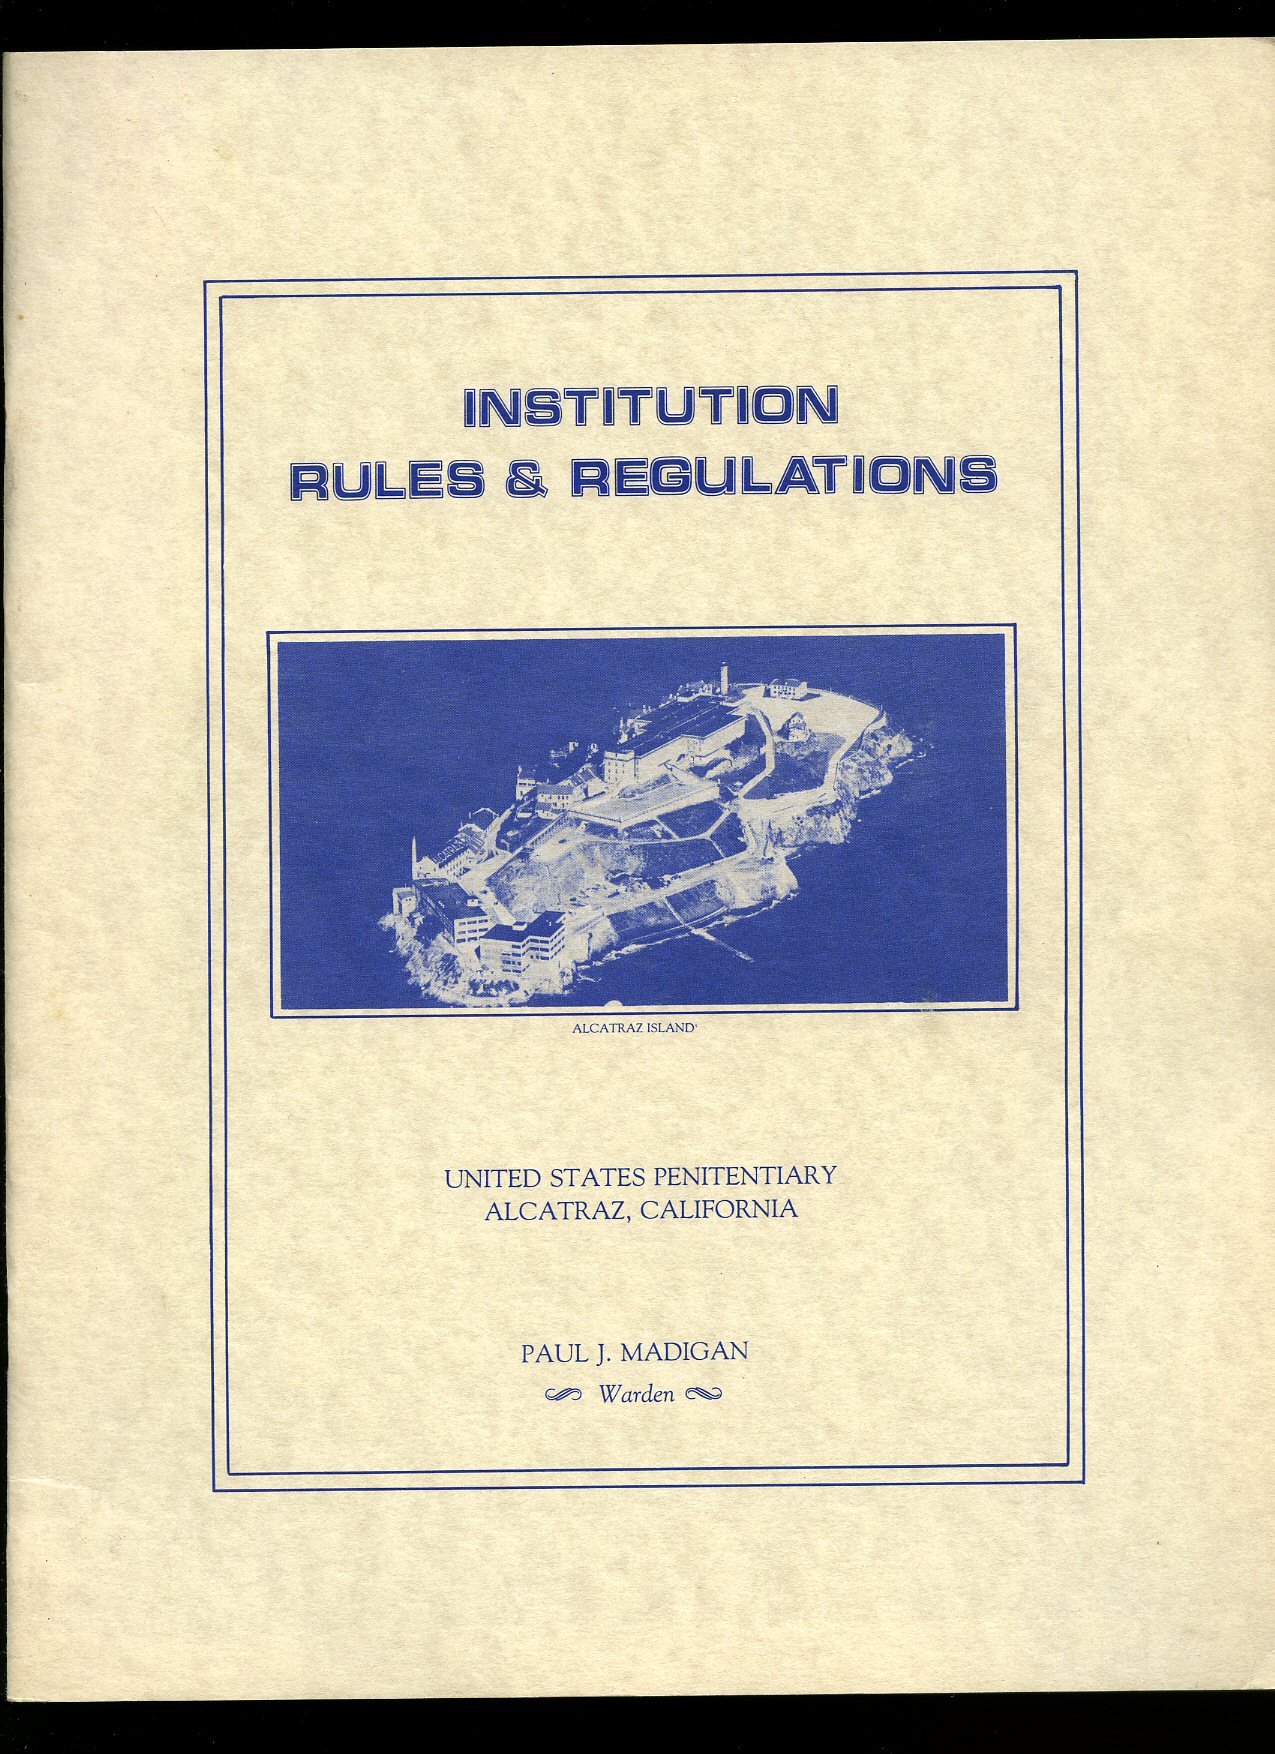 INSTITUTION
RULES & REGULATIONS
ALCATRAZ ISLAND
UNITED STATES PENITENTIARY
ALCATRAZ, CALIFORNIA
PAUL J. MADIGAN
Warden